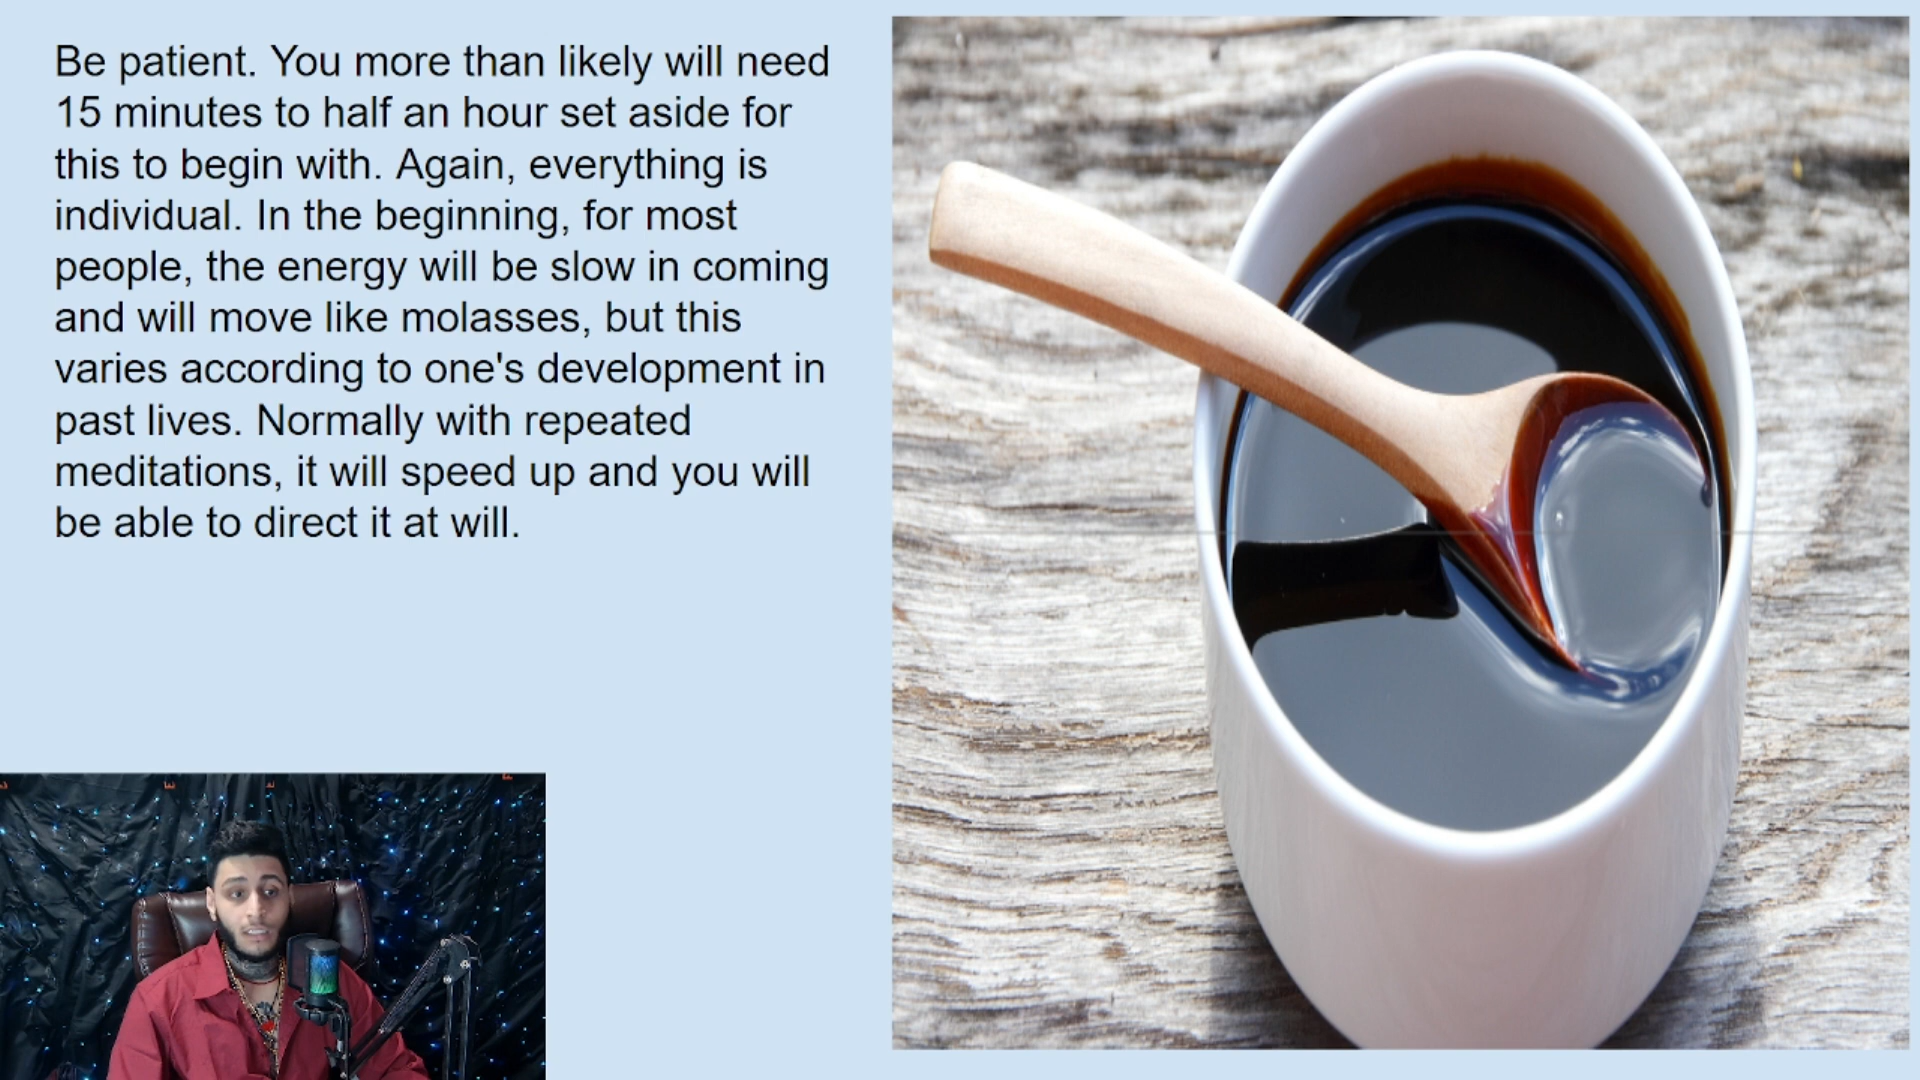 Be patient. You more than likely will need
15 minutes to half an hour set aside for
this to begin with. Again, everything is
individual. In the beginning, for most
people, the energy will be slow in coming
and will move like molasses, but this
varies according to one's development in
past lives. Normally with repeated
meditations, it will speed up and you will
be able to direct it at will.